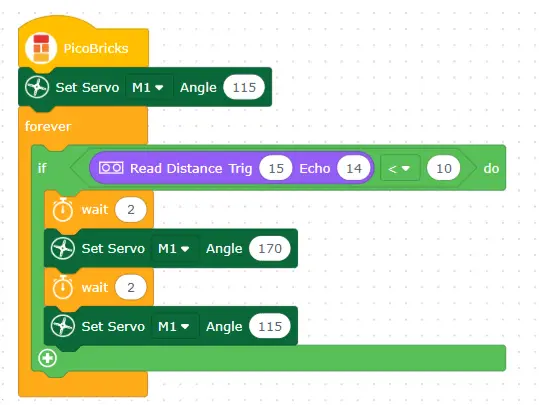 PicoBricks
Set Servo M1 Angle 115
forever
if Read Distance Trig 15 Echo 14 < 10 do
wait 2
Set Servo M1 Angle 170
wait 2
Set Servo M1 Angle 115